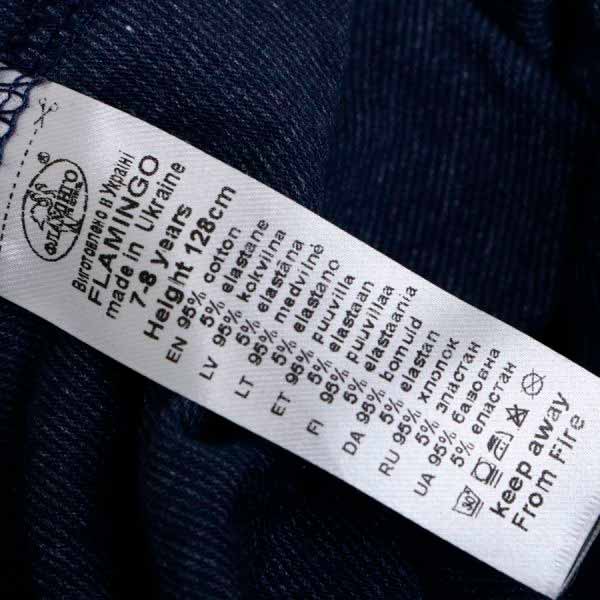 ФЛАМІНГО
®
Виготовлено в Україні
FLAMINGO
made in Ukraine
7-8 years
Height 128cm
EN 95% cotton
5% elastane
LV 95% kokvilna
5% elastāna
LT 95% medvilnė
5% elastano
ET 95% puuvilla
5% elastaan
FI 95% puuvillaa
5% elastaania
DA 95% bomuld
5% elastan
RU 95% хлопок
5% эластан
UA 95% бавовна
5% еластан
30°
keep away
From Fire